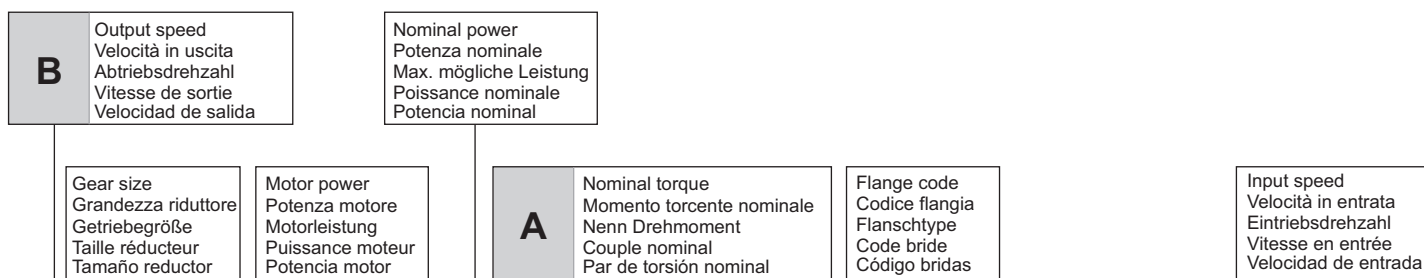 B
Output speed
Velocità in uscita
Abtriebsdrehzahl
Vitesse de sortie
Velocidad de salida
Nominal power
Potenza nominale
Max. mögliche Leistung
Poissance nominale
Potencia nominal
Gear size
Grandezza riduttore
Getriebegröße
Taille réducteur
Tamaño reductor
Motor power
Potenza motore
Motorleistung
Puissance moteur
Potencia motor
A
Nominal torque
Momento torcente nominale
Nenn Drehmoment
Couple nominal
Par de torsión nominal
Flange code
Codice flangia
Flanschtype
Code bride
Código bridas
Input speed
Velocità in entrata
Eintriebsdrehzahl
Vitesse en entrée
Velocidad de entrada